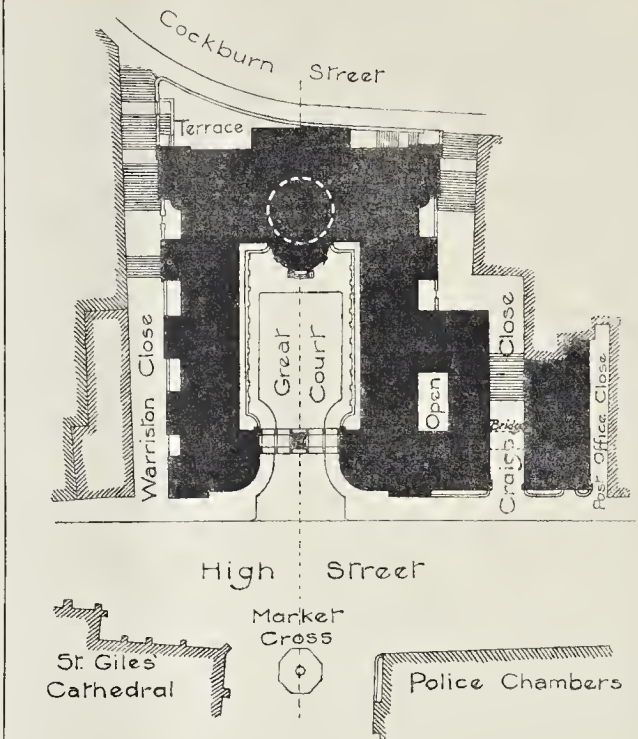 Cockburn Street
Terrace
Great
Court
Open
Warriston Close
Craigs Close
Bridge
Post Office Close
High Street
Market
Cross
St. Giles'
Cathedral
Police Chambers